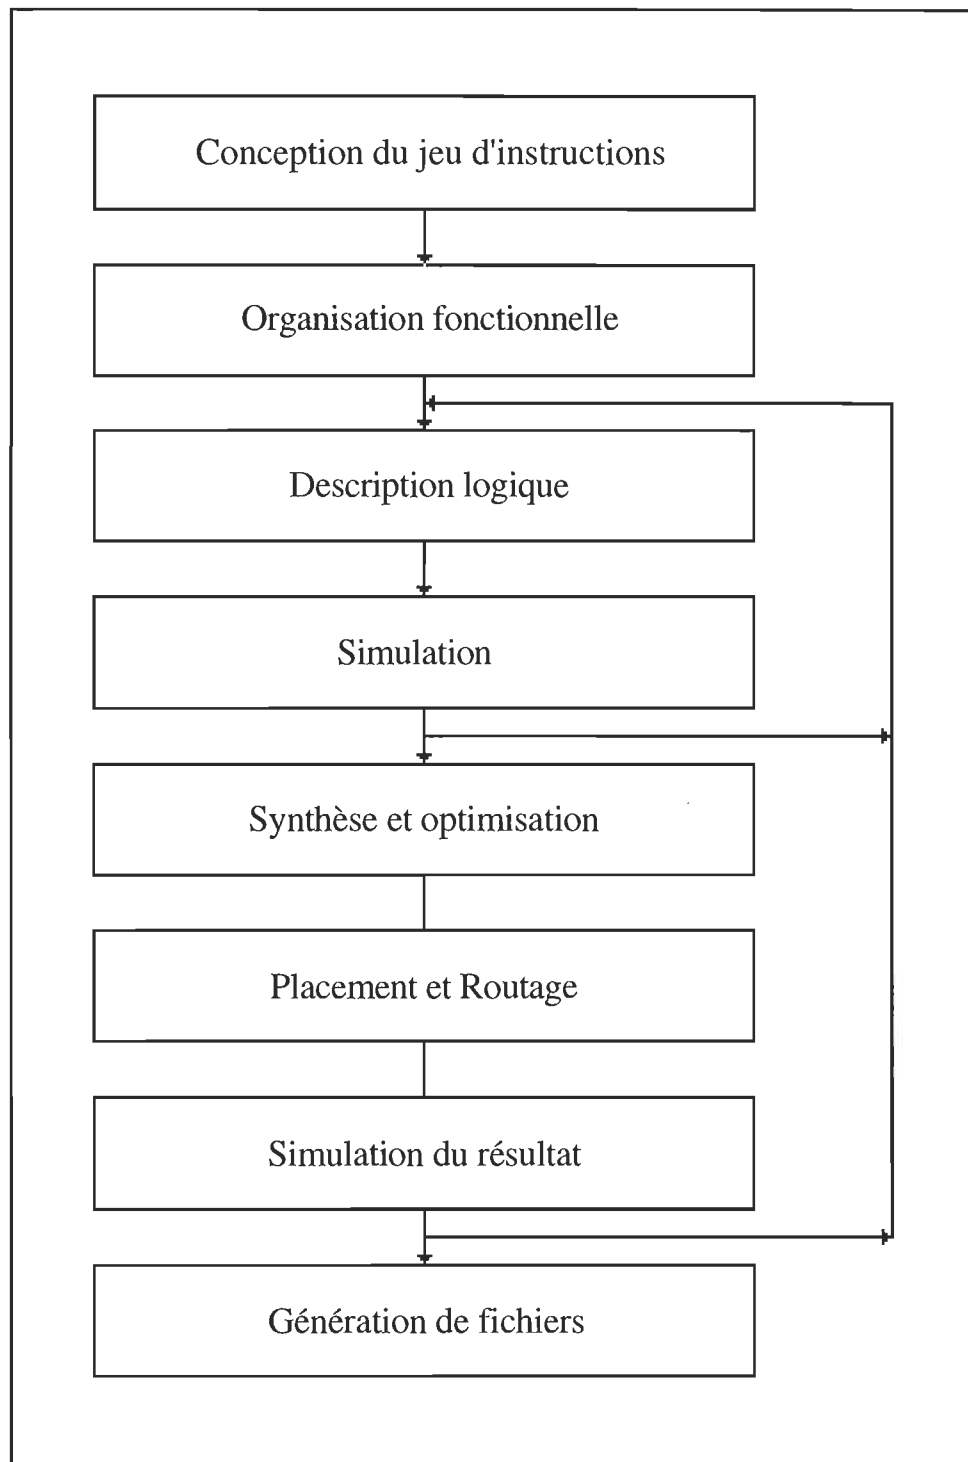 Conception du jeu d'instructions
Organisation fonctionnelle
Description logique
Simulation
Synthèse et optimisation
Placement et Routage
Simulation du résultat
Génération de fichiers